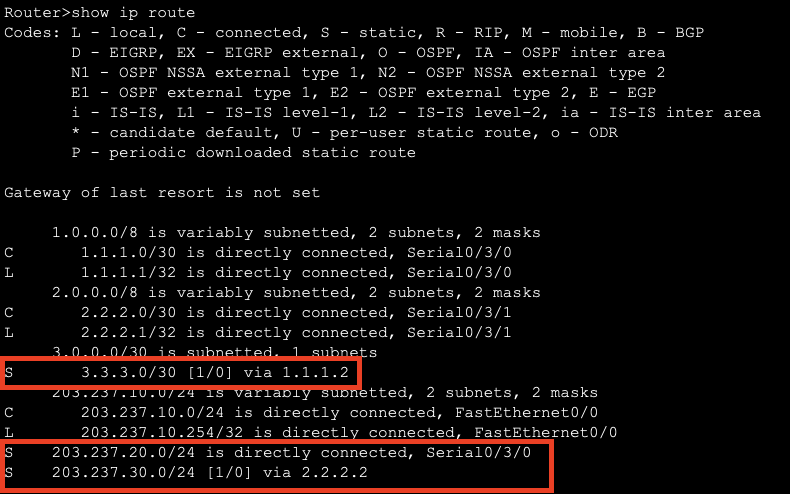 Router>show ip route
Codes: L - local, C - connected, S - static, R - RIP, M - mobile, B - BGP
D - EIGRP, EX - EIGRP external, O - OSPF, IA - OSPF inter area
N1 - OSPF NSSA external type 1, N2 - OSPF NSSA external type 2
E1 - OSPF external type 1, E2 - OSPF external type 2, E - EGP
i - IS-IS, L1 - IS-IS level-1, L2 - IS-IS level-2, ia - IS-IS inter area
* - candidate default, U - per-user static route, o - ODR
P - periodic downloaded static route
Gateway of last resort is not set
1.0.0.0/8 is variably subnetted, 2 subnets, 2 masks
C 1.1.1.0/30 is directly connected, Serial0/3/0
L 1.1.1.1/32 is directly connected, Serial0/3/0
2.0.0.0/8 is variably subnetted, 2 subnets, 2 masks
C 2.2.2.0/30 is directly connected, Serial0/3/1
L 2.2.2.1/32 is directly connected, Serial0/3/1
3.0.0.0/30 is subnetted, 1 subnets
S 3.3.3.0/30 [1/0] via 1.1.1.2
203.237.10.0/24 is variably subnetted, 2 subnets, 2 masks
C 203.237.10.0/24 is directly connected, FastEthernet0/0
L 203.237.10.254/32 is directly connected, FastEthernet0/0
S 203.237.20.0/24 is directly connected, Serial0/3/0
S 203.237.30.0/24 [1/0] via 2.2.2.2